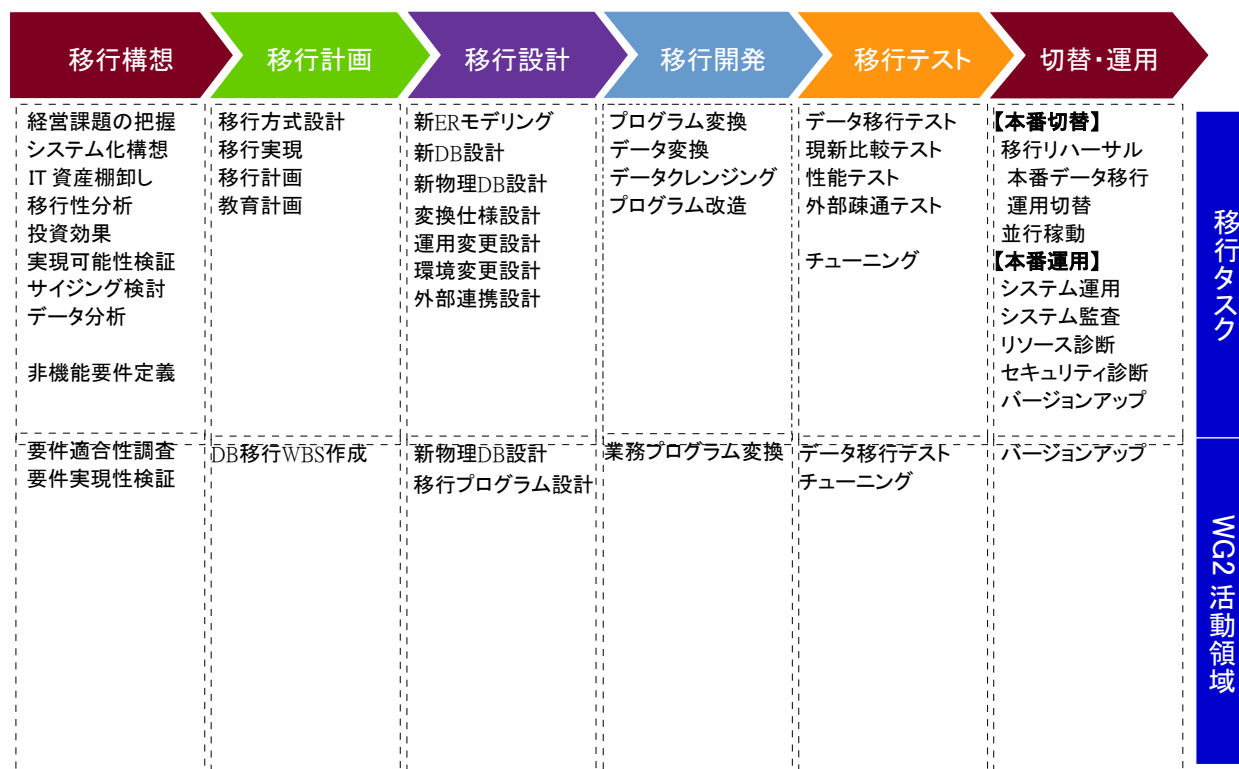 移行構想
移行計画
移行設計
移行開発
移行テスト
切替・運用
経営課題の把握
システム化構想
IT 資産棚卸し
移行性分析
投資効果
実現可能性検証
サイジング検討
データ分析
非機能要件定義
移行方式設計
移行実現
移行計画
教育計画
新ERモデリング
新DB設計
新物理DB設計
変換仕様設計
運用変更設計
環境変更設計
外部連携設計
プログラム変換
データ変換
データクレンジング
プログラム改造
データ移行テスト
現新比較テスト
性能テスト
外部疎通テスト
チューニング
【本番切替】
移行リハーサル
本番データ移行
運用切替
並行稼動
【本番運用】
システム運用
システム監査
リソース診断
セキュリティ診断
バージョンアップ
移行タスク
要件適合性調査
要件実現性検証
DB移行WBS作成
新物理DB設計
移行プログラム設計
業務プログラム変換
データ移行テスト
チューニング
バージョンアップ
WG2 活動領域